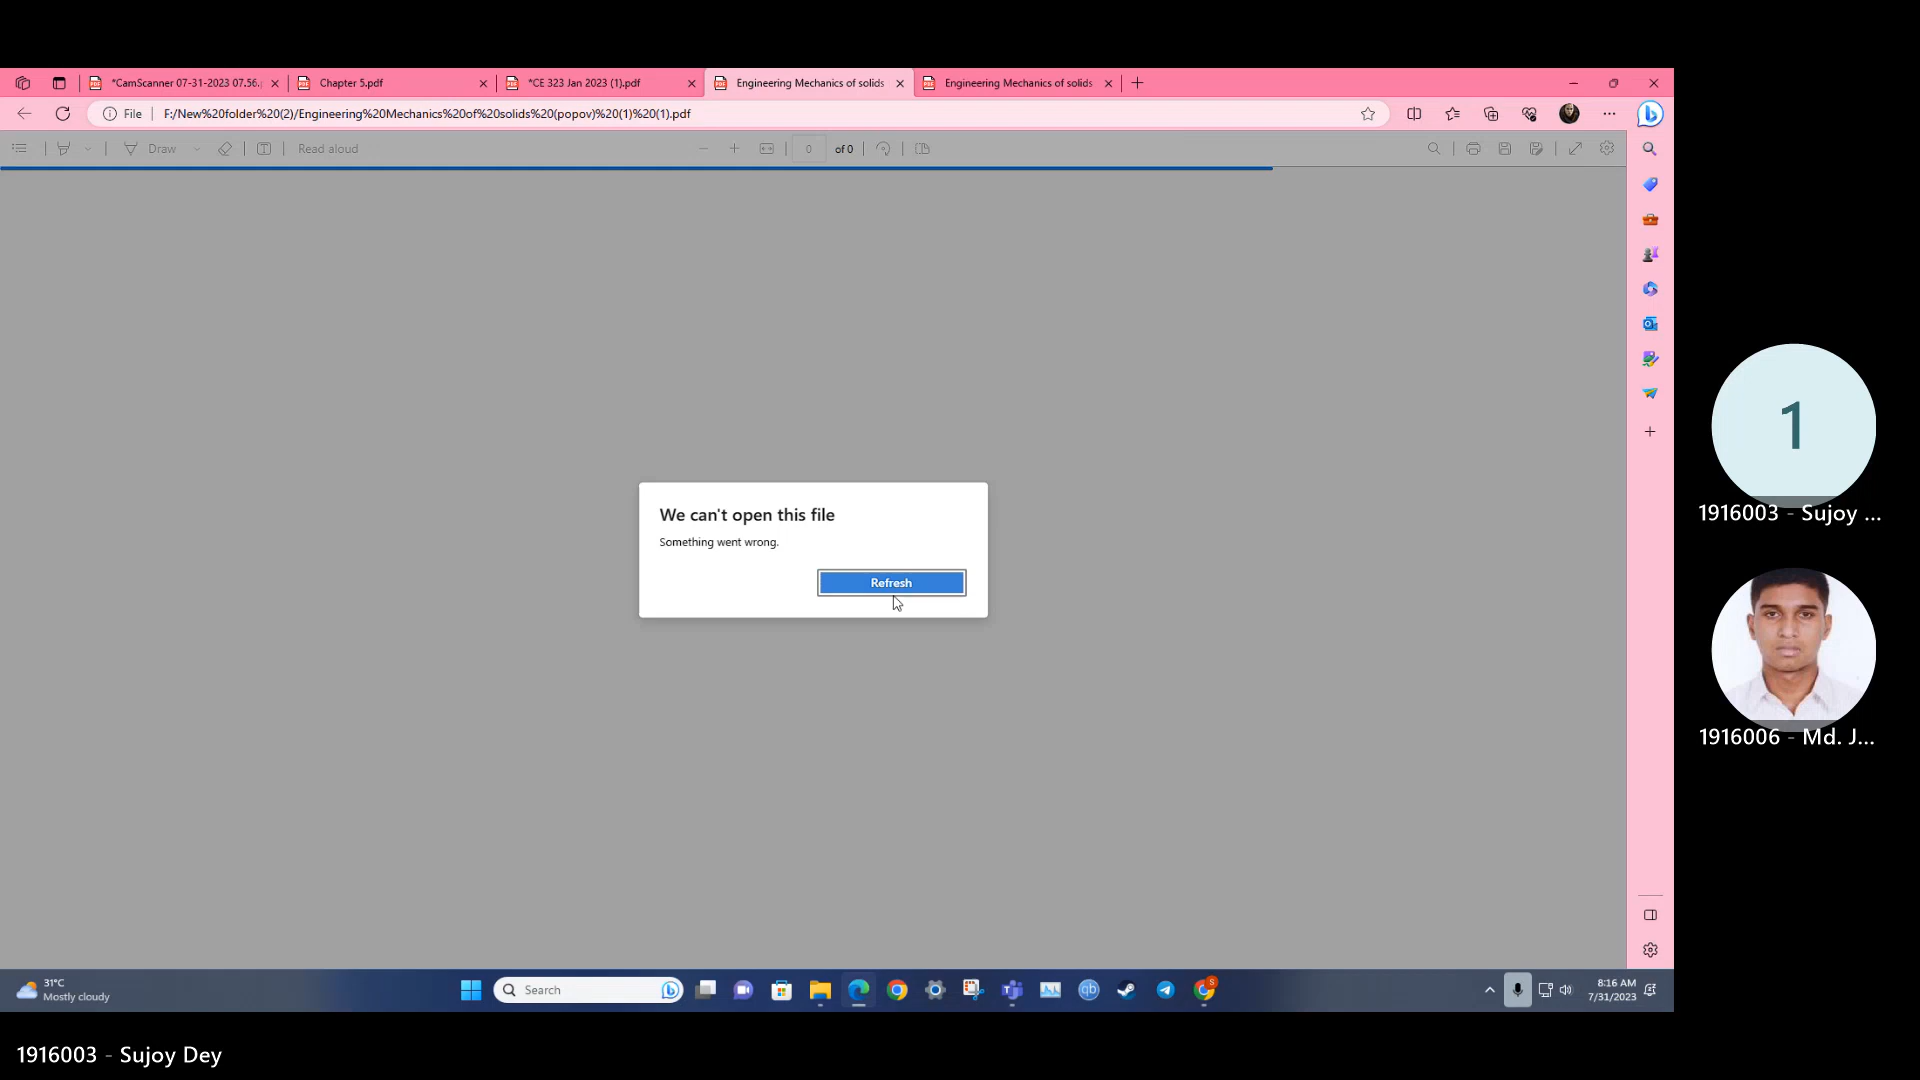 *CamScanner 07-31-2023 07.56.
Chapter 5.pdf
*CE 323 Jan 2023 (1).pdf
Engineering Mechanics of solids
Engineering Mechanics of solids
File
F:/New%20folder%20(2)/Engineering%20Mechanics%20of%20solids%20(popov)%20(1)%20(1).pdf
Draw
Read aloud
0
of 0
We can't open this file
Something went wrong.
Refresh
1
1916003 - Sujoy ...
1916006 - Md. J...
31°C
Mostly cloudy
Search
qb
S
8:16 AM
7/31/2023
1916003 - Sujoy Dey